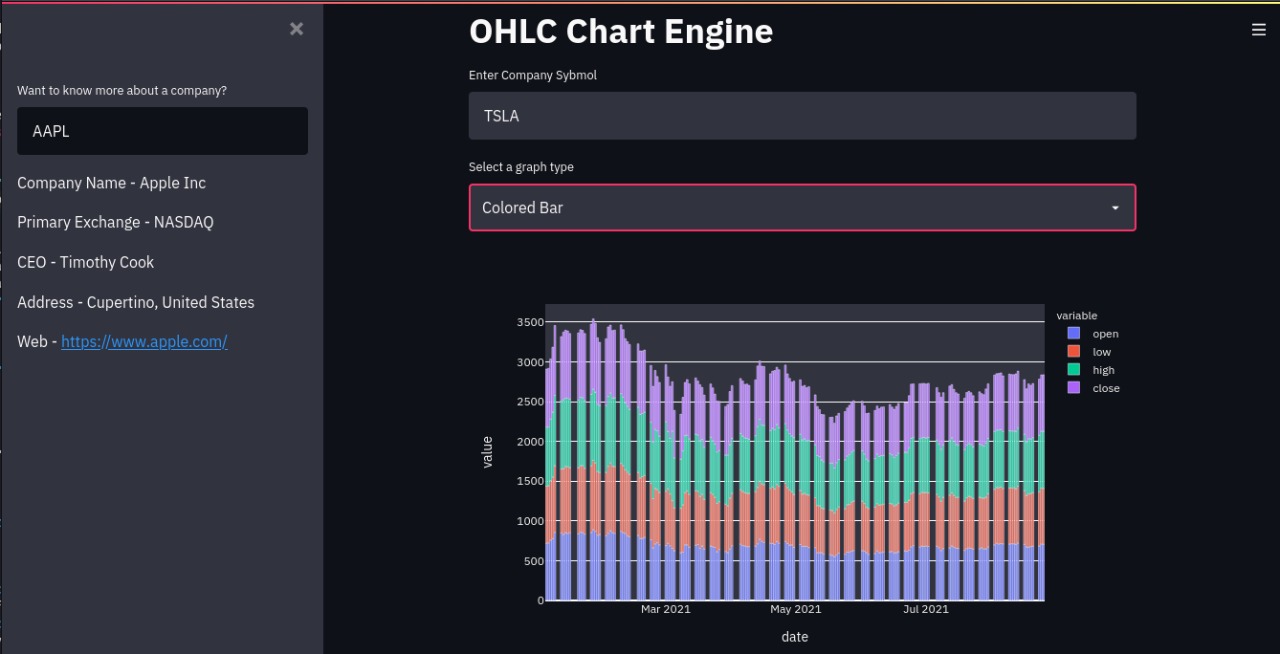 ×
Want to know more about a company?
AAPL
Company Name - Apple Inc
Primary Exchange - NASDAQ
CEO - Timothy Cook
Address - Cupertino, United States
Web - https://www.apple.com/
OHLC Chart Engine
Enter Company Sybmol
TSLA
Select a graph type
Colored Bar
3500
3000
2500
2000
1500
1000
500
0
value
Mar 2021
May 2021
Jul 2021
date
variable
open
low
high
close